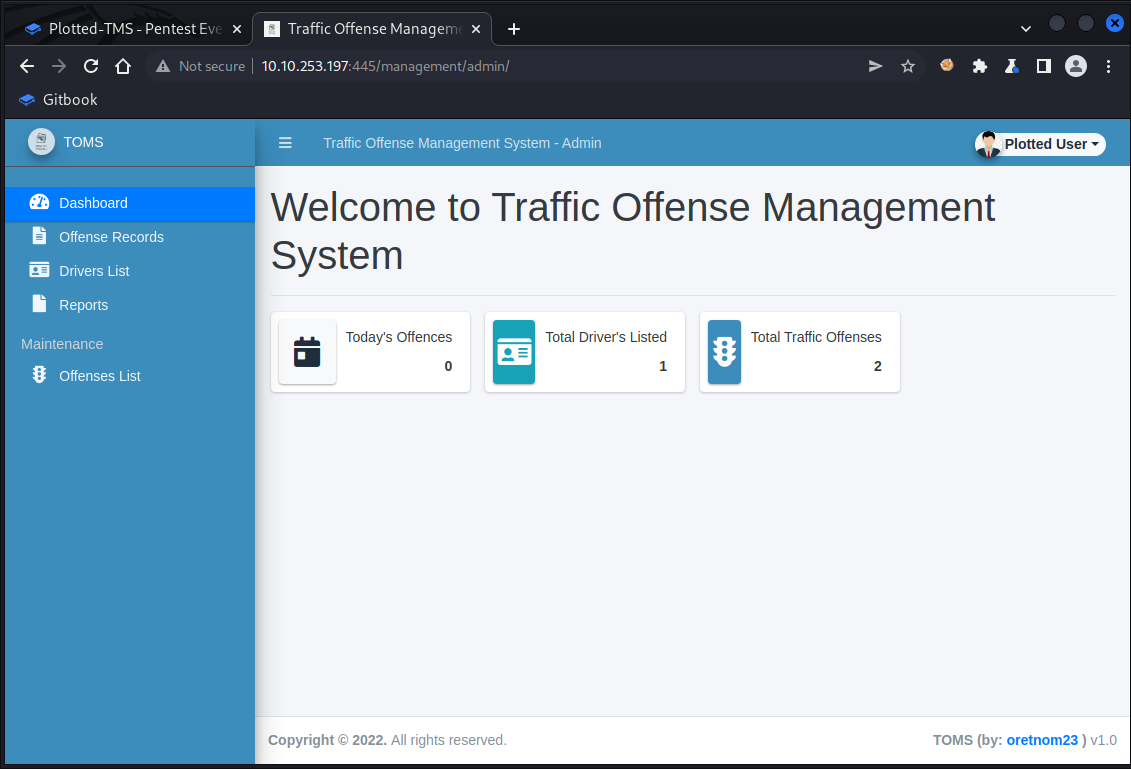 Plotted-TMS - Pentest Eve
Traffic Offense Managem
Not secure
10.10.253.197:445/management/admin/
Gitbook
TOMS
Traffic Offense Management System - Admin
Plotted User
Dashboard
Offense Records
Drivers List
Reports
Maintenance
Offenses List
Welcome to Traffic Offense Management
System
Today's Offences
0
Total Driver's Listed
1
Total Traffic Offenses
2
Copyright © 2022. All rights reserved.
TOMS (by: oretnom23 ) v1.0